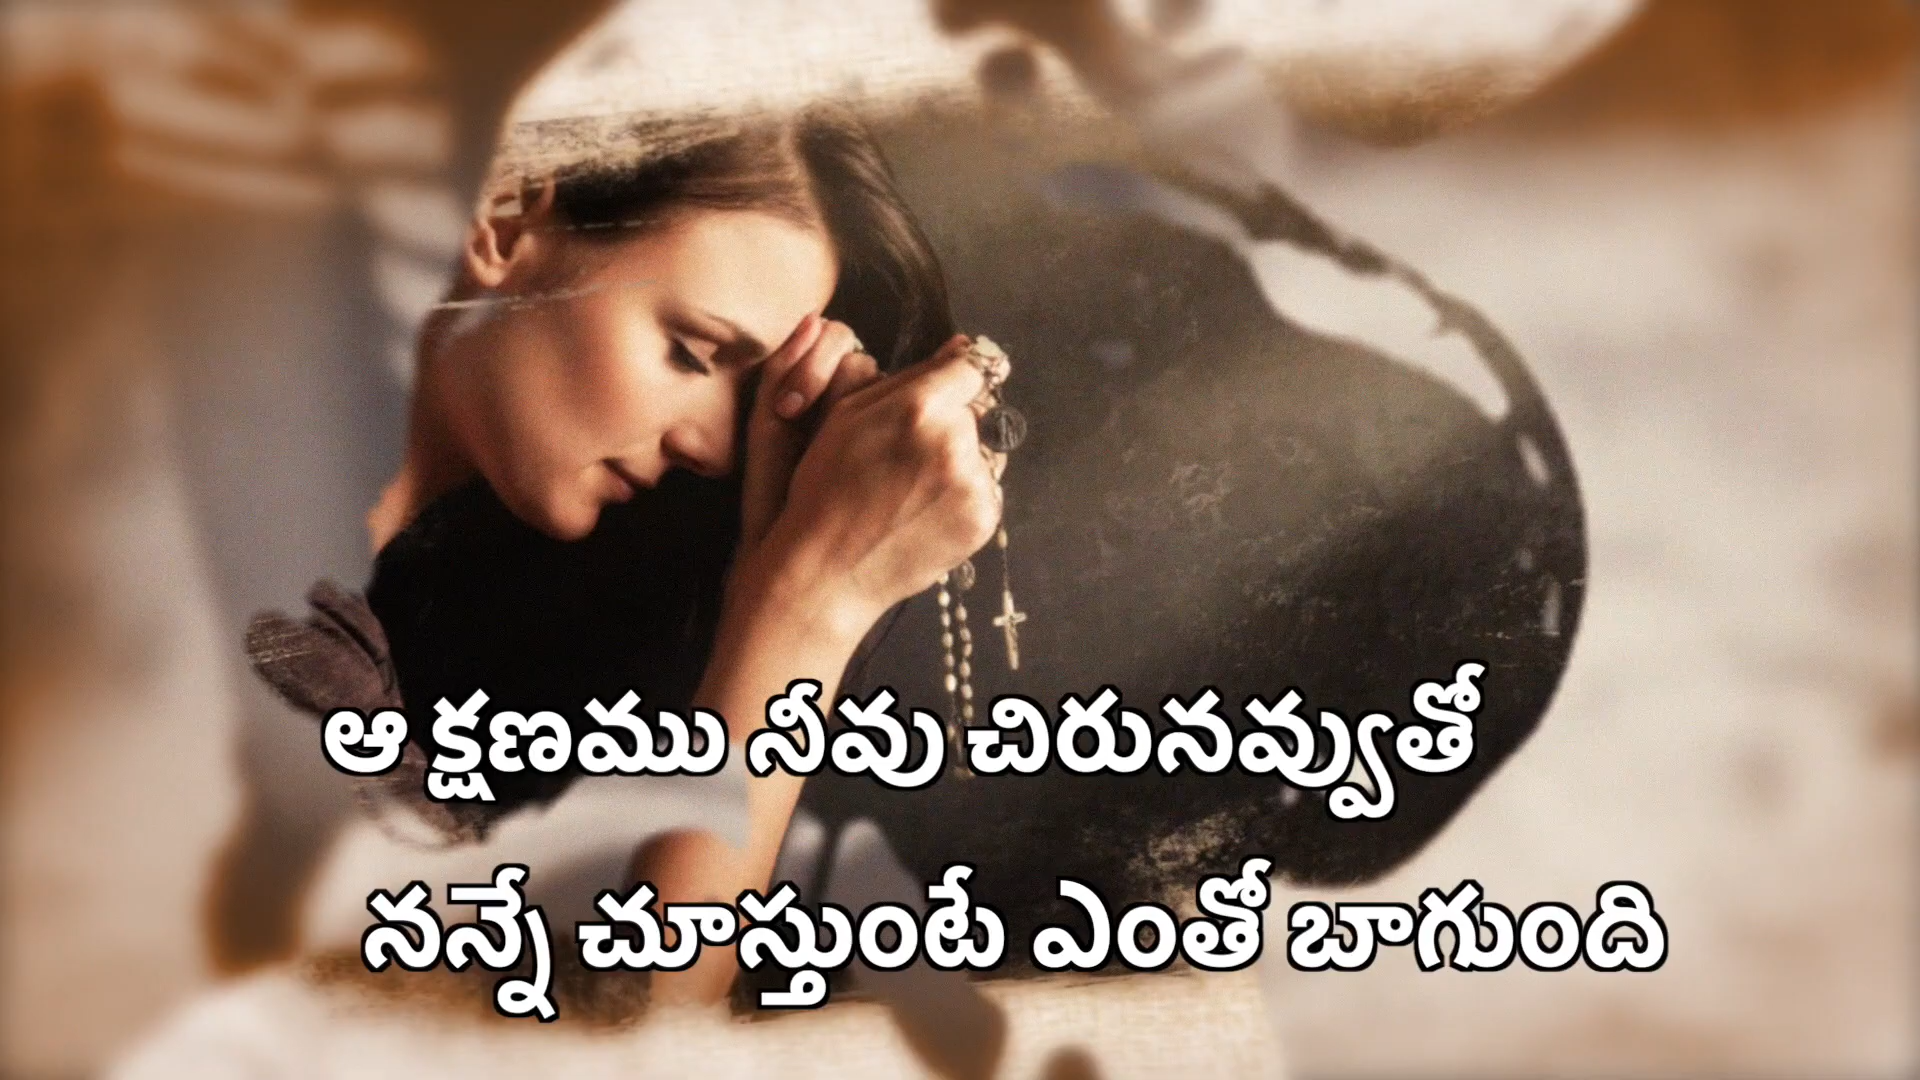 ఆ క్షణము నీవు చిరునవ్వుతో
నన్నే చూస్తుంటే ఎంతో బాగుంది